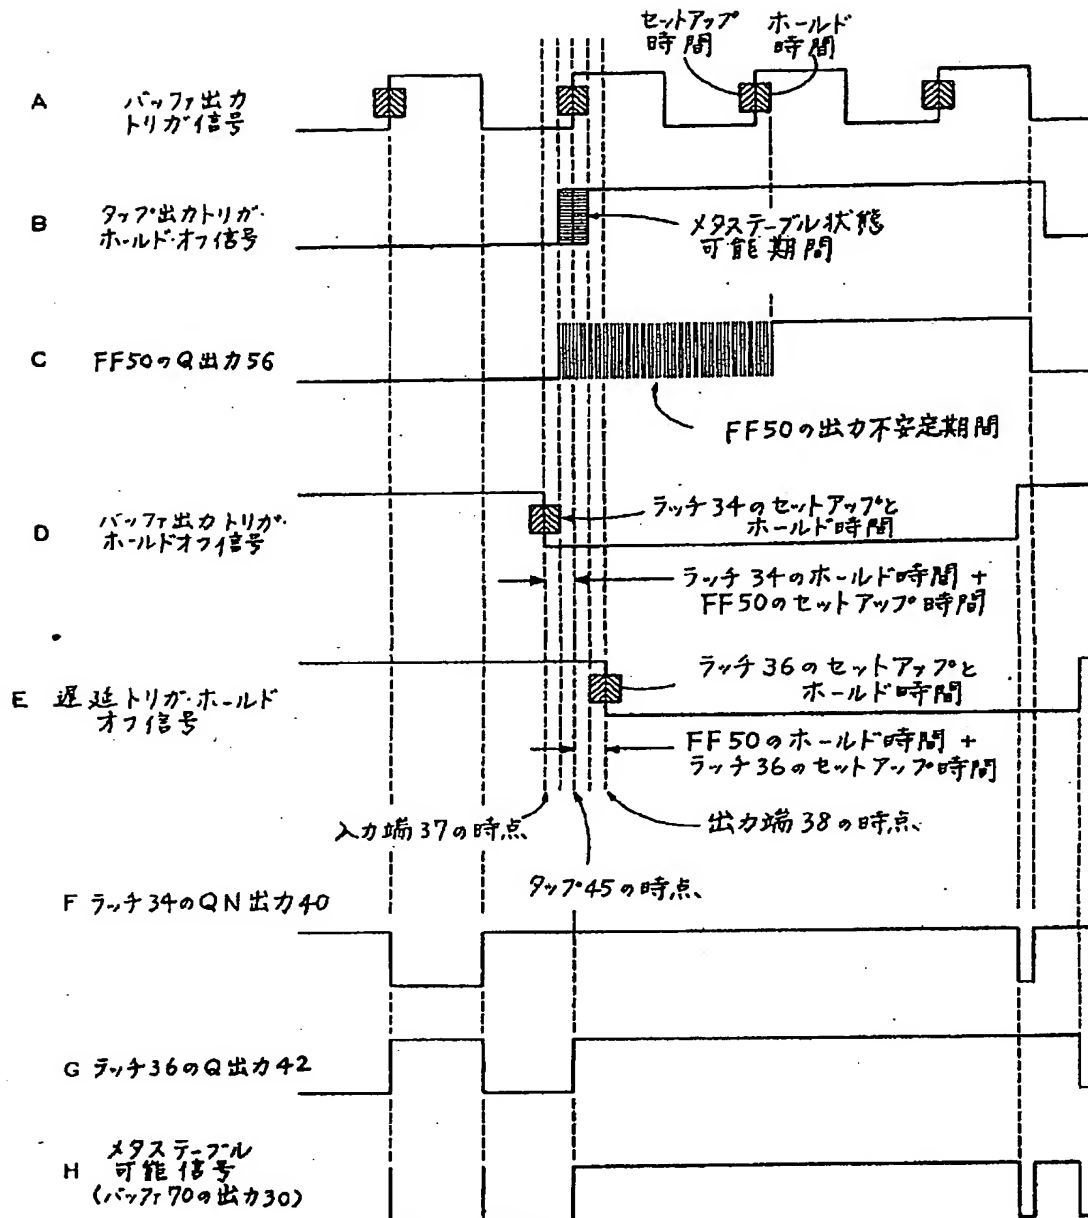 セットアップ
時間
ホールド
時間
A
バッファ出力
トリガ信号
B
タップ出力トリガ・
ホールド・オフ信号
メタステーブル状態
可能期間
C
FF50のQ出力56
FF50の出力不安定期間
D
バッファ出力トリガ・
ホールドオフ信号
ラッチ34のセットアップと
ホールド時間
ラッチ34のホールド時間+
FF50のセットアップ時間
E
遅延トリガ・ホールド
オフ信号
ラッチ36のセットアップと
ホールド時間
FF50のホールド時間+
ラッチ36のセットアップ時間
入力端37の時点
出力端38の時点
タップ45の時点
F ラッチ34のQN出力40
G ラッチ36のQ出力42
H
メタステーブル
可能信号
(バッファ70の出力30)